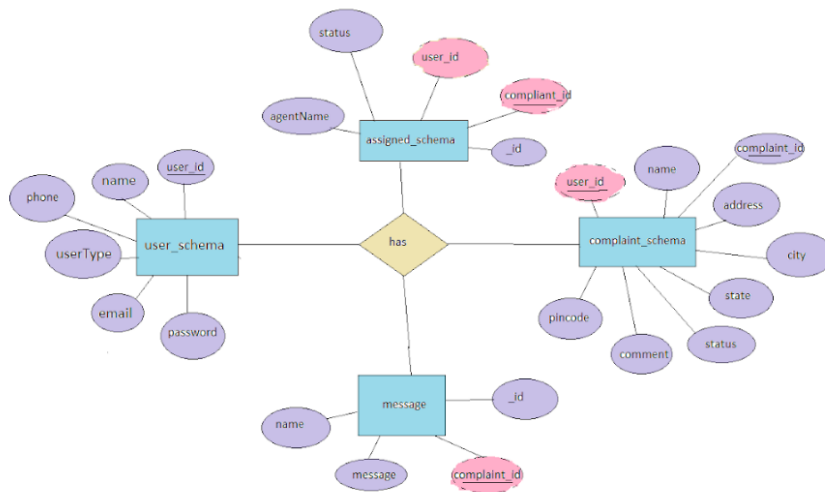 status
user_id
compliant_id
agentName
assigned_schema
_id
user_id
name
phone
user_schema
userType
email
password
has
complaint_id
name
user_id
address
complaint_schema
city
state
pincode
status
comment
message
_id
name
message
complaint_id